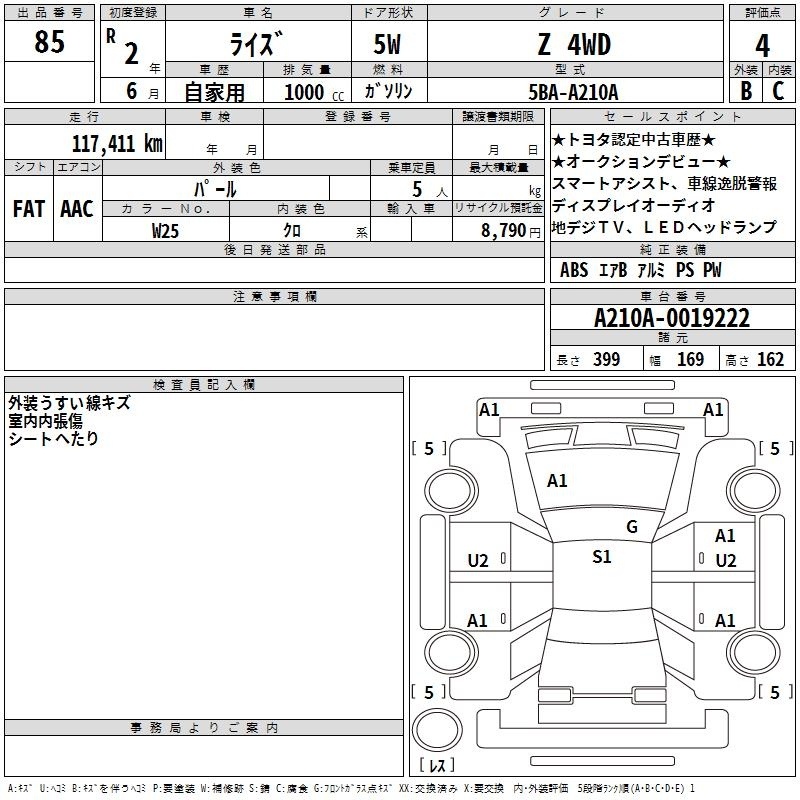 出品番号 初度登録 車名 ドア形状 グレード 評価点
85 R 2 年 ﾗｲｽﾞ 5W Z 4WD 4
車歴 排気量 燃料 型式 外装 内装
6 月 自家用 1000 CC ｶﾞｿﾘﾝ 5BA-A210A B C
走行 車検 登録番号 譲渡書類期限 セールスポイント
117,411 km 年 月 月 日
★トヨタ認定中古車歴★
★オークションデビュー★
スマートアシスト、車線逸脱警報
ディスプレイオーディオ
地デジＴＶ、ＬＥＤヘッドランプ
シフト エアコン 外装色 乗車定員 最大積載量
FAT AAC ﾊﾟｰﾙ 5 人 kg
カラーＮｏ． 内装色 輸入車 リサイクル預託金
W25 ｸﾛ 系 8,790 円
後日発送部品 純正装備
ABS ｴｱB ｱﾙﾐ PS PW
注意事項欄 車台番号
A210A-0019222
諸元
長さ 399 幅 169 高さ 162
検査員記入欄
外装うすい線キズ
室内内張傷
シートへたり
事務局よりご案内
A1 A1
[ 5 ] [ 5 ]
A1
G
A1
U2 S1 U2
A1 A1
[ 5 ] [ 5 ]
[ ﾚｽ ]
A:ｷｽﾞ U:ﾍｺﾐ B:ｷｽﾞを伴うﾍｺﾐ P:要塗装 W:補修跡 S:錆 C:腐食 G:ﾌﾛﾝﾄｶﾞﾗｽ点ｷｽﾞ XX:交換済み X:要交換 内･外装評価 5段階ﾗﾝｸ順(A･B･C･D･E) 1